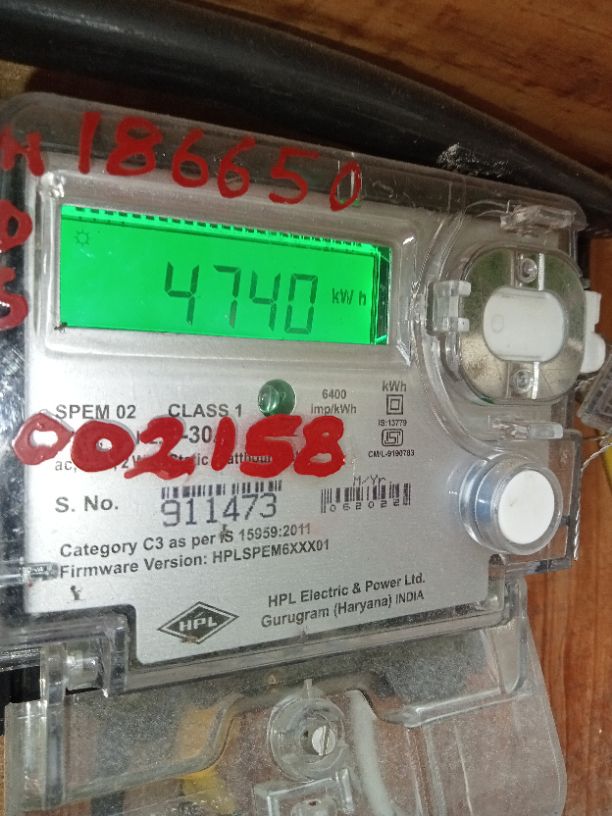 186650
4740 kWh
SPEM 02 CLASS 1 6400 imp/kWh kWh
IS:13779
CM/L-9190783
002158
S. No. 911473 M/Yr. 062022
Category C3 as per IS 15959:2011
Firmware Version: HPLSPEM6XXX01
HPL
HPL Electric & Power Ltd.
Gurugram (Haryana) INDIA